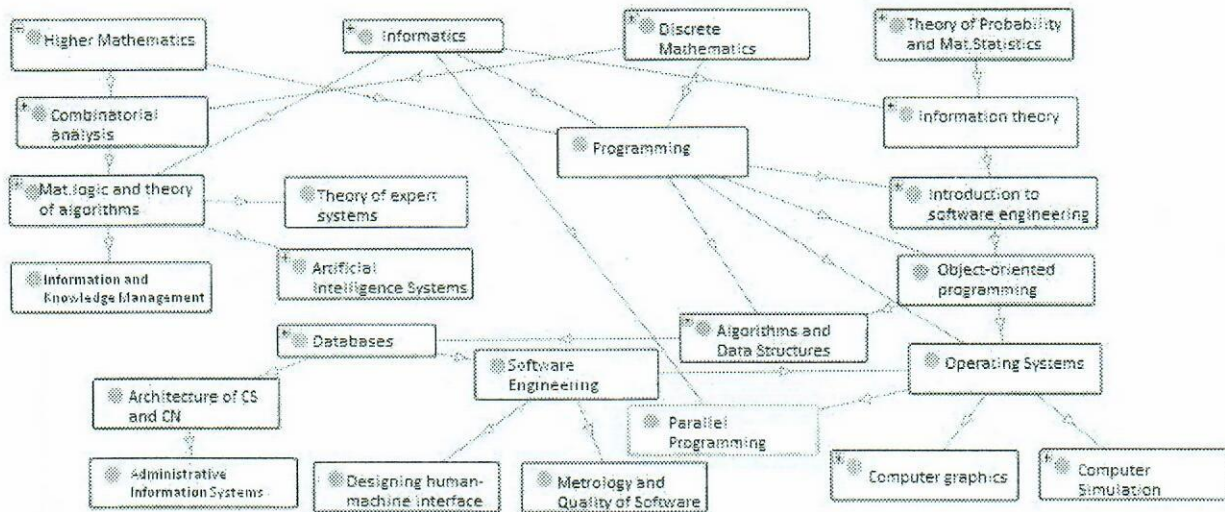 Higher Mathematics
Informatics
Discrete
Mathematics
Theory of Probability
and Mat.Statistics
Combinatorial
analysis
Programming
Information theory
Mat.logic and theory
of algorithms
Theory of expert
systems
Introduction to
software engineering
Information and
Knowledge Management
Artificial
Intelligence Systems
Object-oriented
programming
Databases
Algorithms and
Data Structures
Software
Engineering
Operating Systems
Architecture of CS
and CN
Parallel
Programming
Administrative
Information Systems
Designing human-
machine interface
Metrology and
Quality of Software
Computer graphics
Computer
Simulation